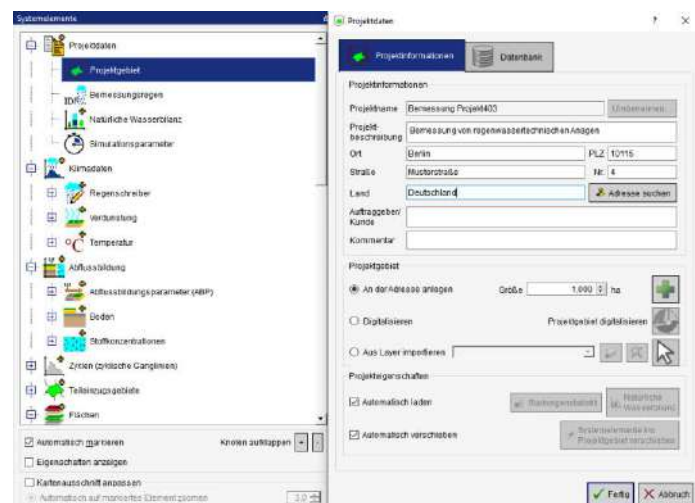 Systemelemente
Projektdaten
Projektgebiet
Bemessungsregen
Natürliche Wasserbilanz
Simulationsparameter
Klimadaten
Regenschreiber
Verdunstung
°C Temperatur
Abflussbildung
Abflussbildungsparameter (ABP)
Boden
Stoffkonzentrationen
Zyklen (zyklische Ganglinien)
Teileinzugsgebiete
Flächen
Automatisch markieren
Knoten aufklappen + -
Eigenschaften anzeigen
Kartenausschnitt anpassen
Automatisch auf markiertes Element zoomen 3,0
Projektdaten ? X
Projektinformationen Datenbank
Projektinformationen
Projektname Bemessung Projekt403 Umbenennen
Projekt-
beschreibung Bemessung von regenwassertechnischen Anlagen
Ort Berlin PLZ 10115
Straße Musterstraße Nr. 4
Land Deutschland Adresse suchen
Auftraggeber/
Kunde
Kommentar
Projektgebiet
An der Adresse anlegen Größe 1,000 ha
Digitalisieren Projektgebiet digitalisieren
Aus Layer importieren
Projekteigenschaften
Automatisch laden Natürliche
Wasserbilanz
Automatisch verschieben Systemelemente ins
Projektgebiet verschieben
Fertig Abbruch